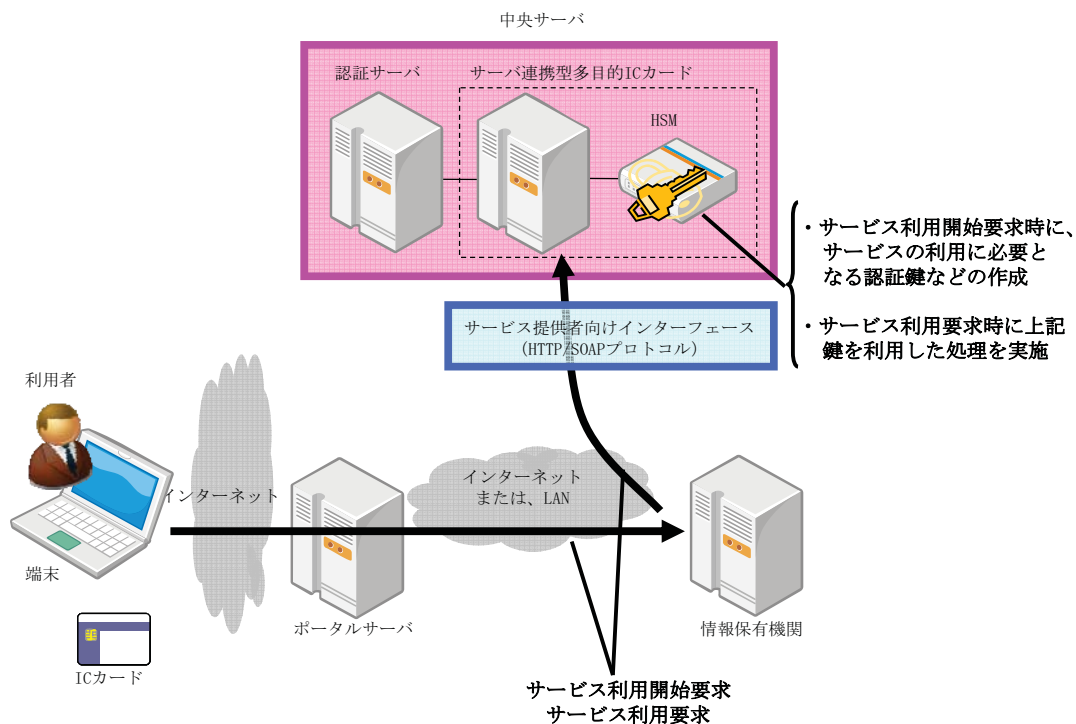 中央サーバ
認証サーバ
サーバ連携型多目的ICカード
HSM
・サービス利用開始要求時に、
サービスの利用に必要と
なる認証鍵などの作成
・サービス利用要求時に上記
鍵を利用した処理を実施
サービス提供者向けインターフェース
(HTTP/SOAPプロトコル)
利用者
インターネット
インターネット
または、LAN
端末
ポータルサーバ
情報保有機関
ICカード
サービス利用開始要求
サービス利用要求